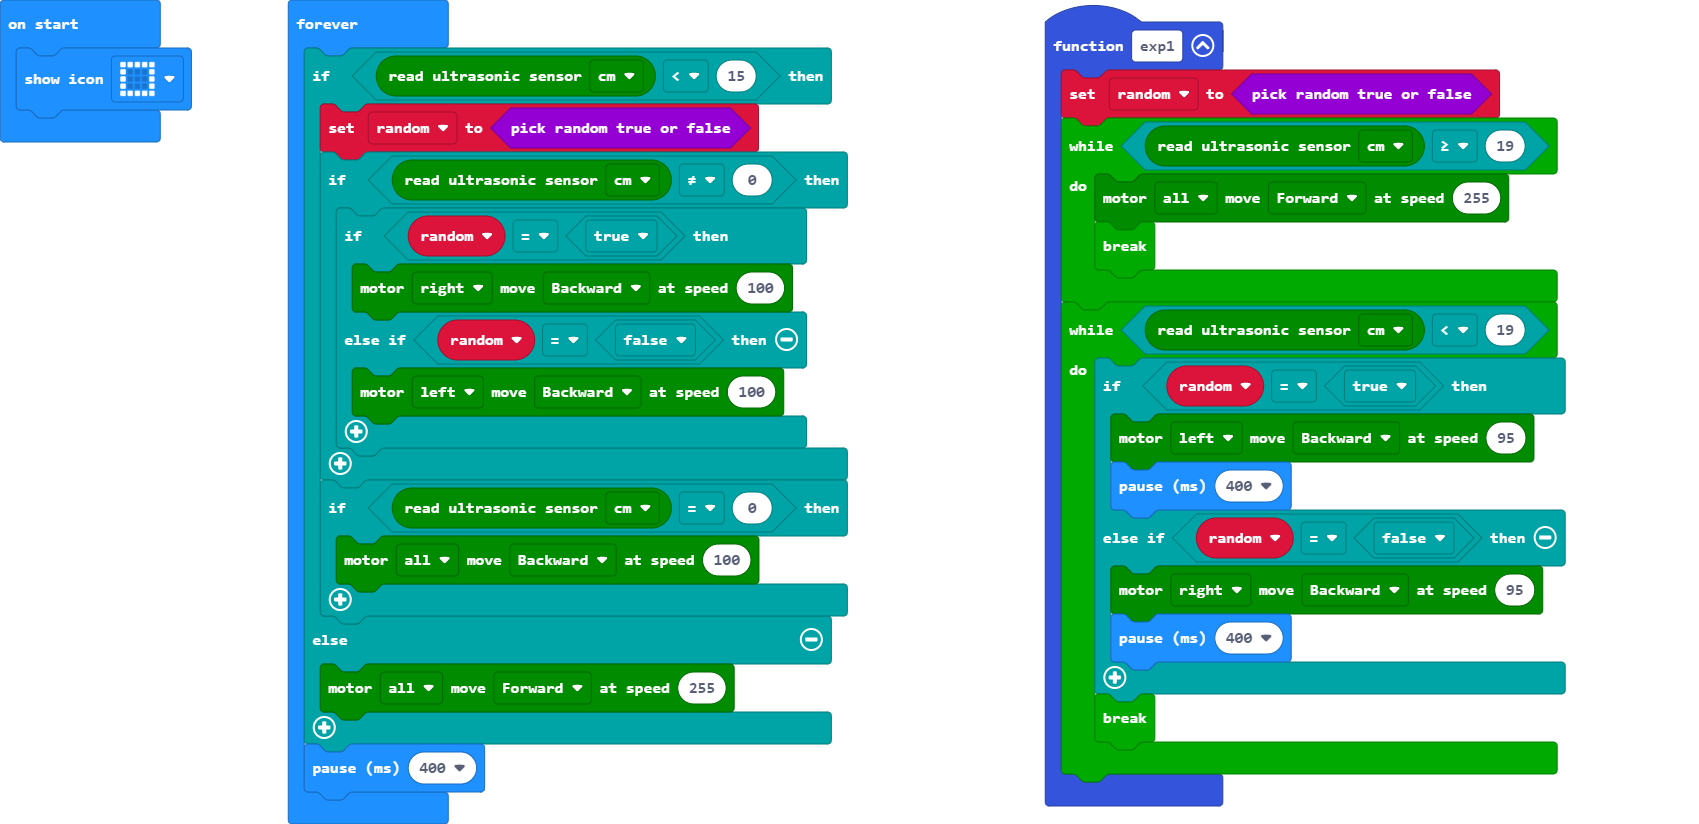 on start
show icon
forever
if read ultrasonic sensor cm < 15 then
set random to pick random true or false
if read ultrasonic sensor cm ≠ 0 then
if random = true then
motor right move Backward at speed 100
else if random = false then
motor left move Backward at speed 100
if read ultrasonic sensor cm = 0 then
motor all move Backward at speed 100
else
motor all move Forward at speed 255
pause (ms) 400
function exp1
set random to pick random true or false
while read ultrasonic sensor cm ≥ 19
do
motor all move Forward at speed 255
break
while read ultrasonic sensor cm < 19
do
if random = true then
motor left move Backward at speed 95
pause (ms) 400
else if random = false then
motor right move Backward at speed 95
pause (ms) 400
break